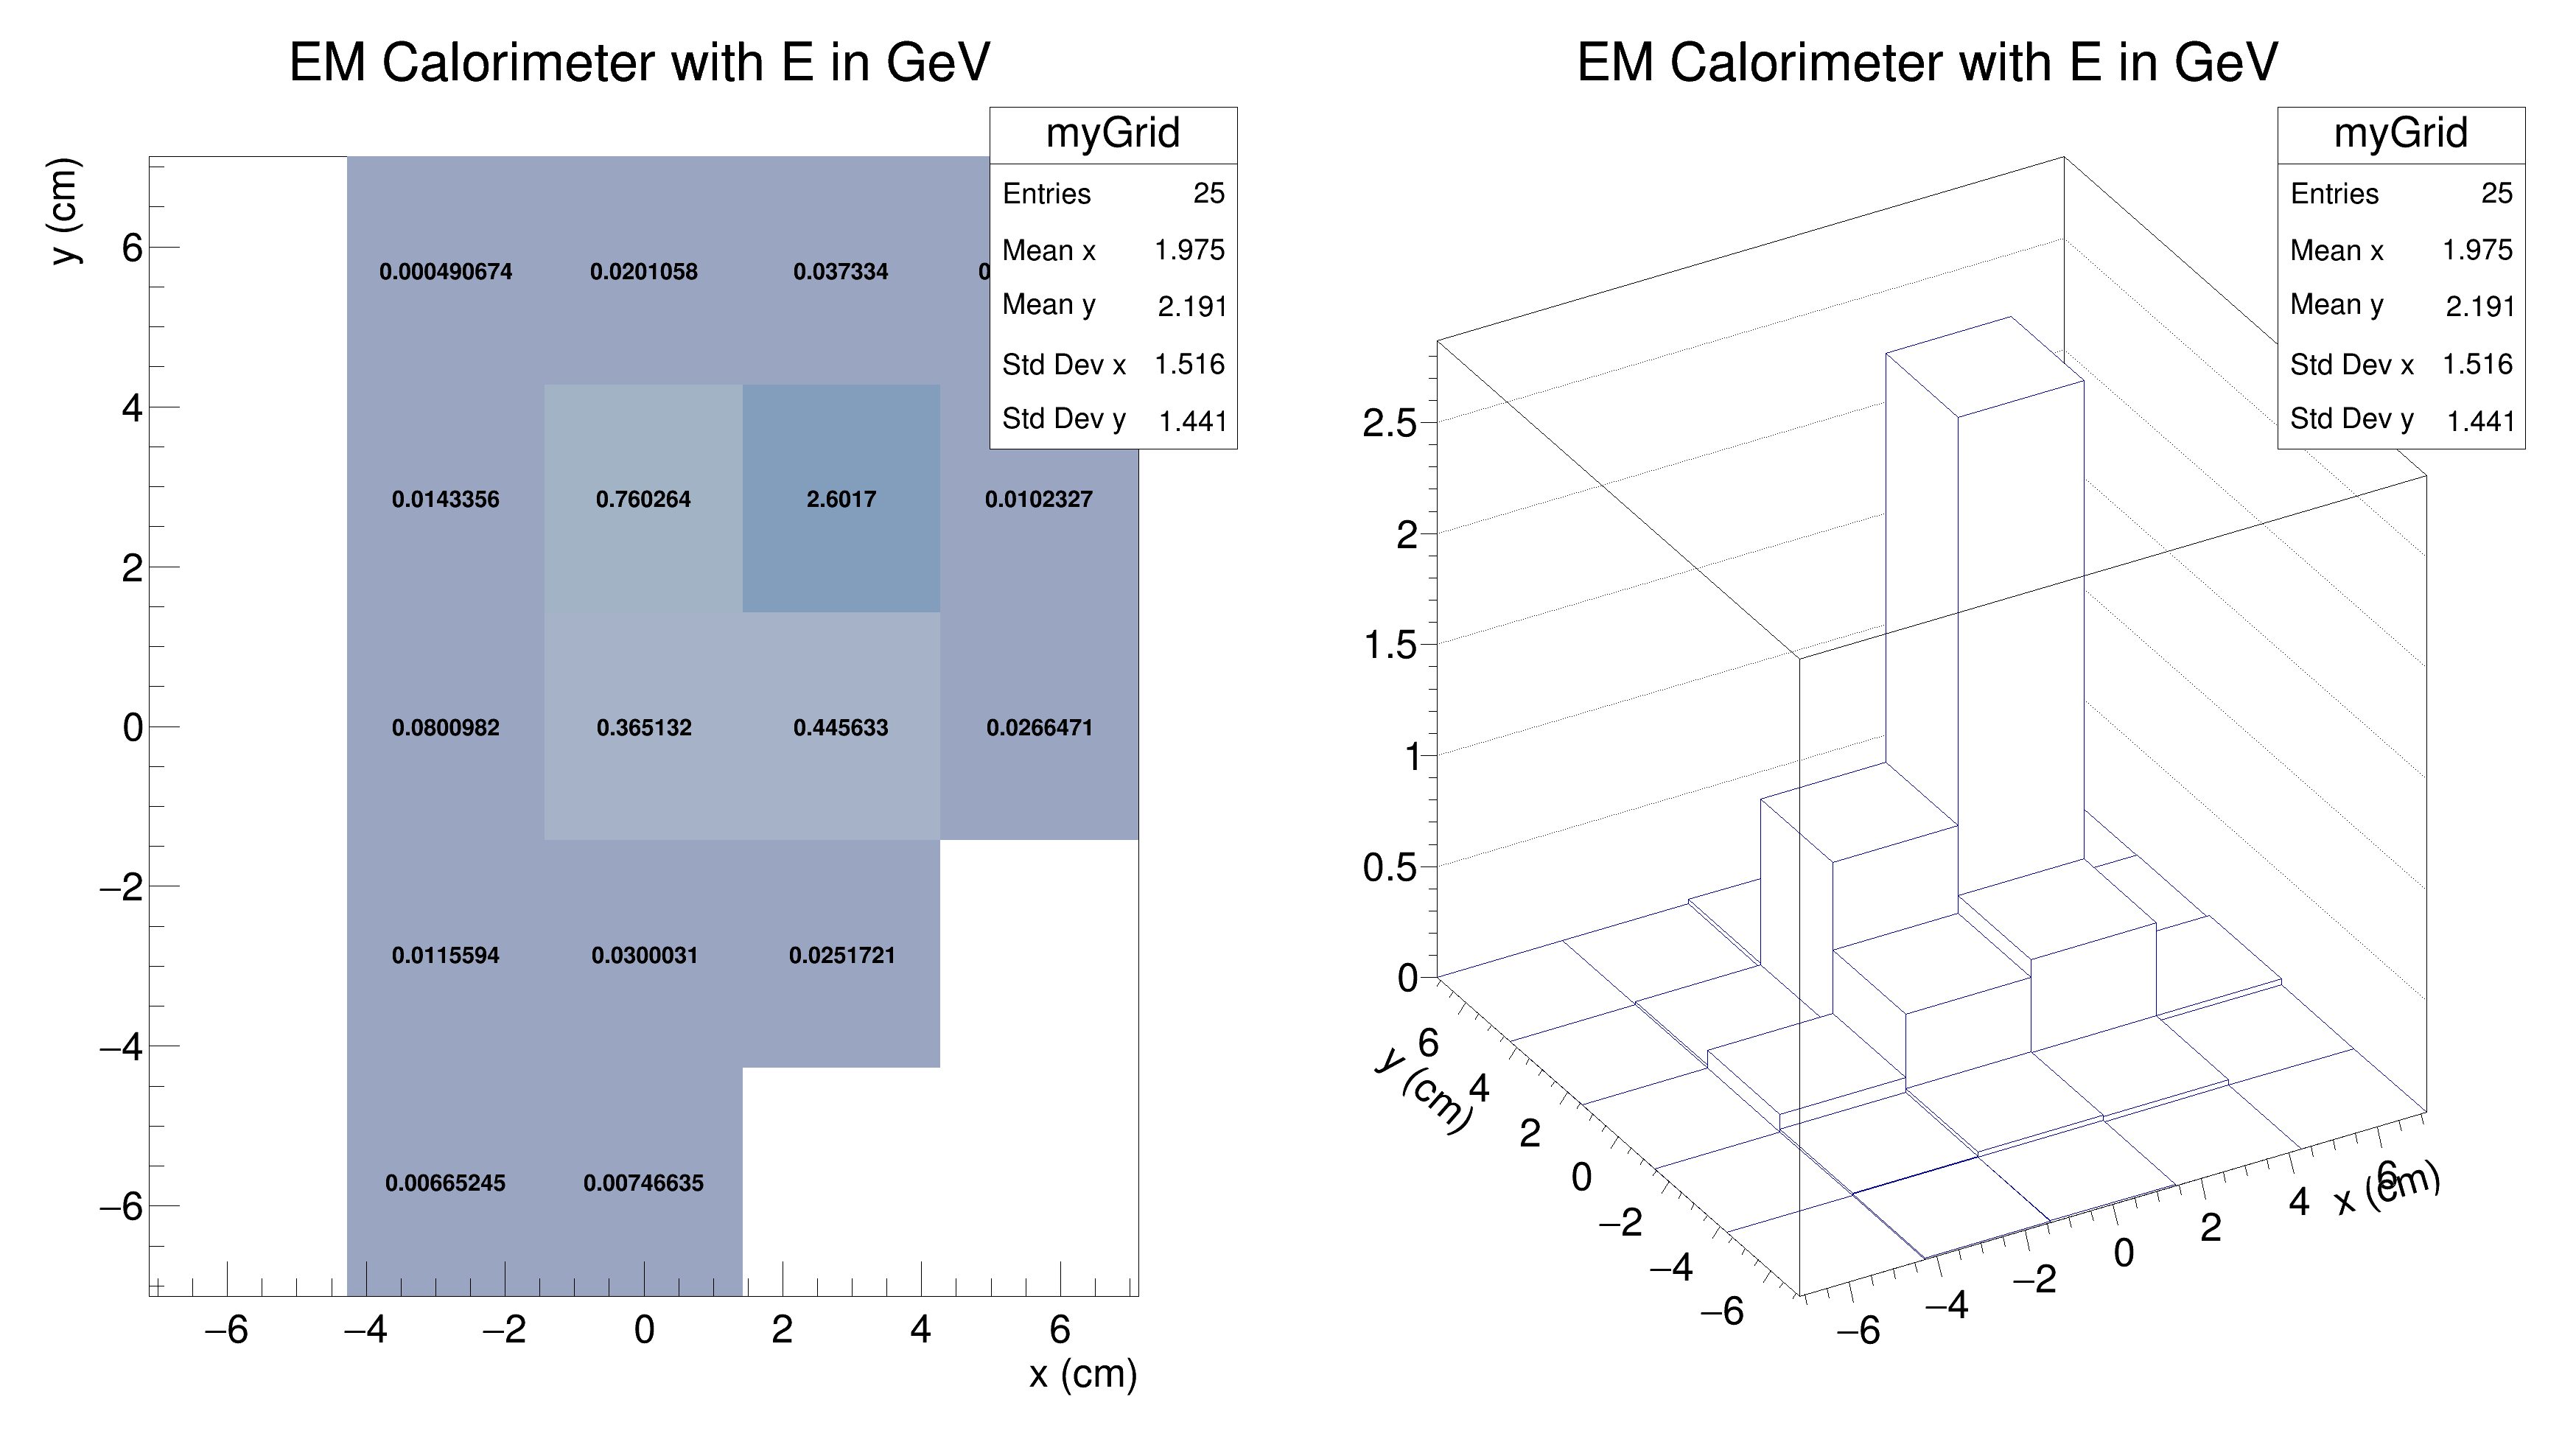 EM Calorimeter with E in GeV
myGrid
Entries 25
Mean x 1.975
Mean y 2.191
Std Dev x 1.516
Std Dev y 1.441
y (cm)
6
4
2
0
−2
−4
−6
0.000490674 0.0201058 0.037334
0.0143356 0.760264 2.6017 0.0102327
0.0800982 0.365132 0.445633 0.0266471
0.0115594 0.0300031 0.0251721
0.00665245 0.00746635
−6 −4 −2 0 2 4 6
x (cm)
EM Calorimeter with E in GeV
myGrid
Entries 25
Mean x 1.975
Mean y 2.191
Std Dev x 1.516
Std Dev y 1.441
2.5
2
1.5
1
0.5
0
6
4
2
0
−2
−4
−6
y (cm)
−6
−4
−2
0
2
4
6
x (cm)